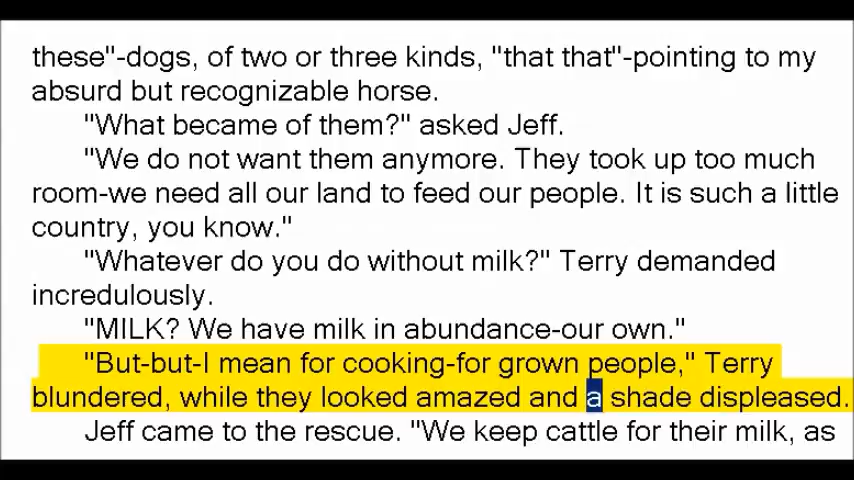 these"-dogs, of two or three kinds, "that that"-pointing to my
absurd but recognizable horse.
"What became of them?" asked Jeff.
"We do not want them anymore. They took up too much
room-we need all our land to feed our people. It is such a little
country, you know."
"Whatever do you do without milk?" Terry demanded
incredulously.
"MILK? We have milk in abundance-our own."
"But-but-I mean for cooking-for grown people," Terry
blundered, while they looked amazed and a shade displeased.
Jeff came to the rescue. "We keep cattle for their milk, as